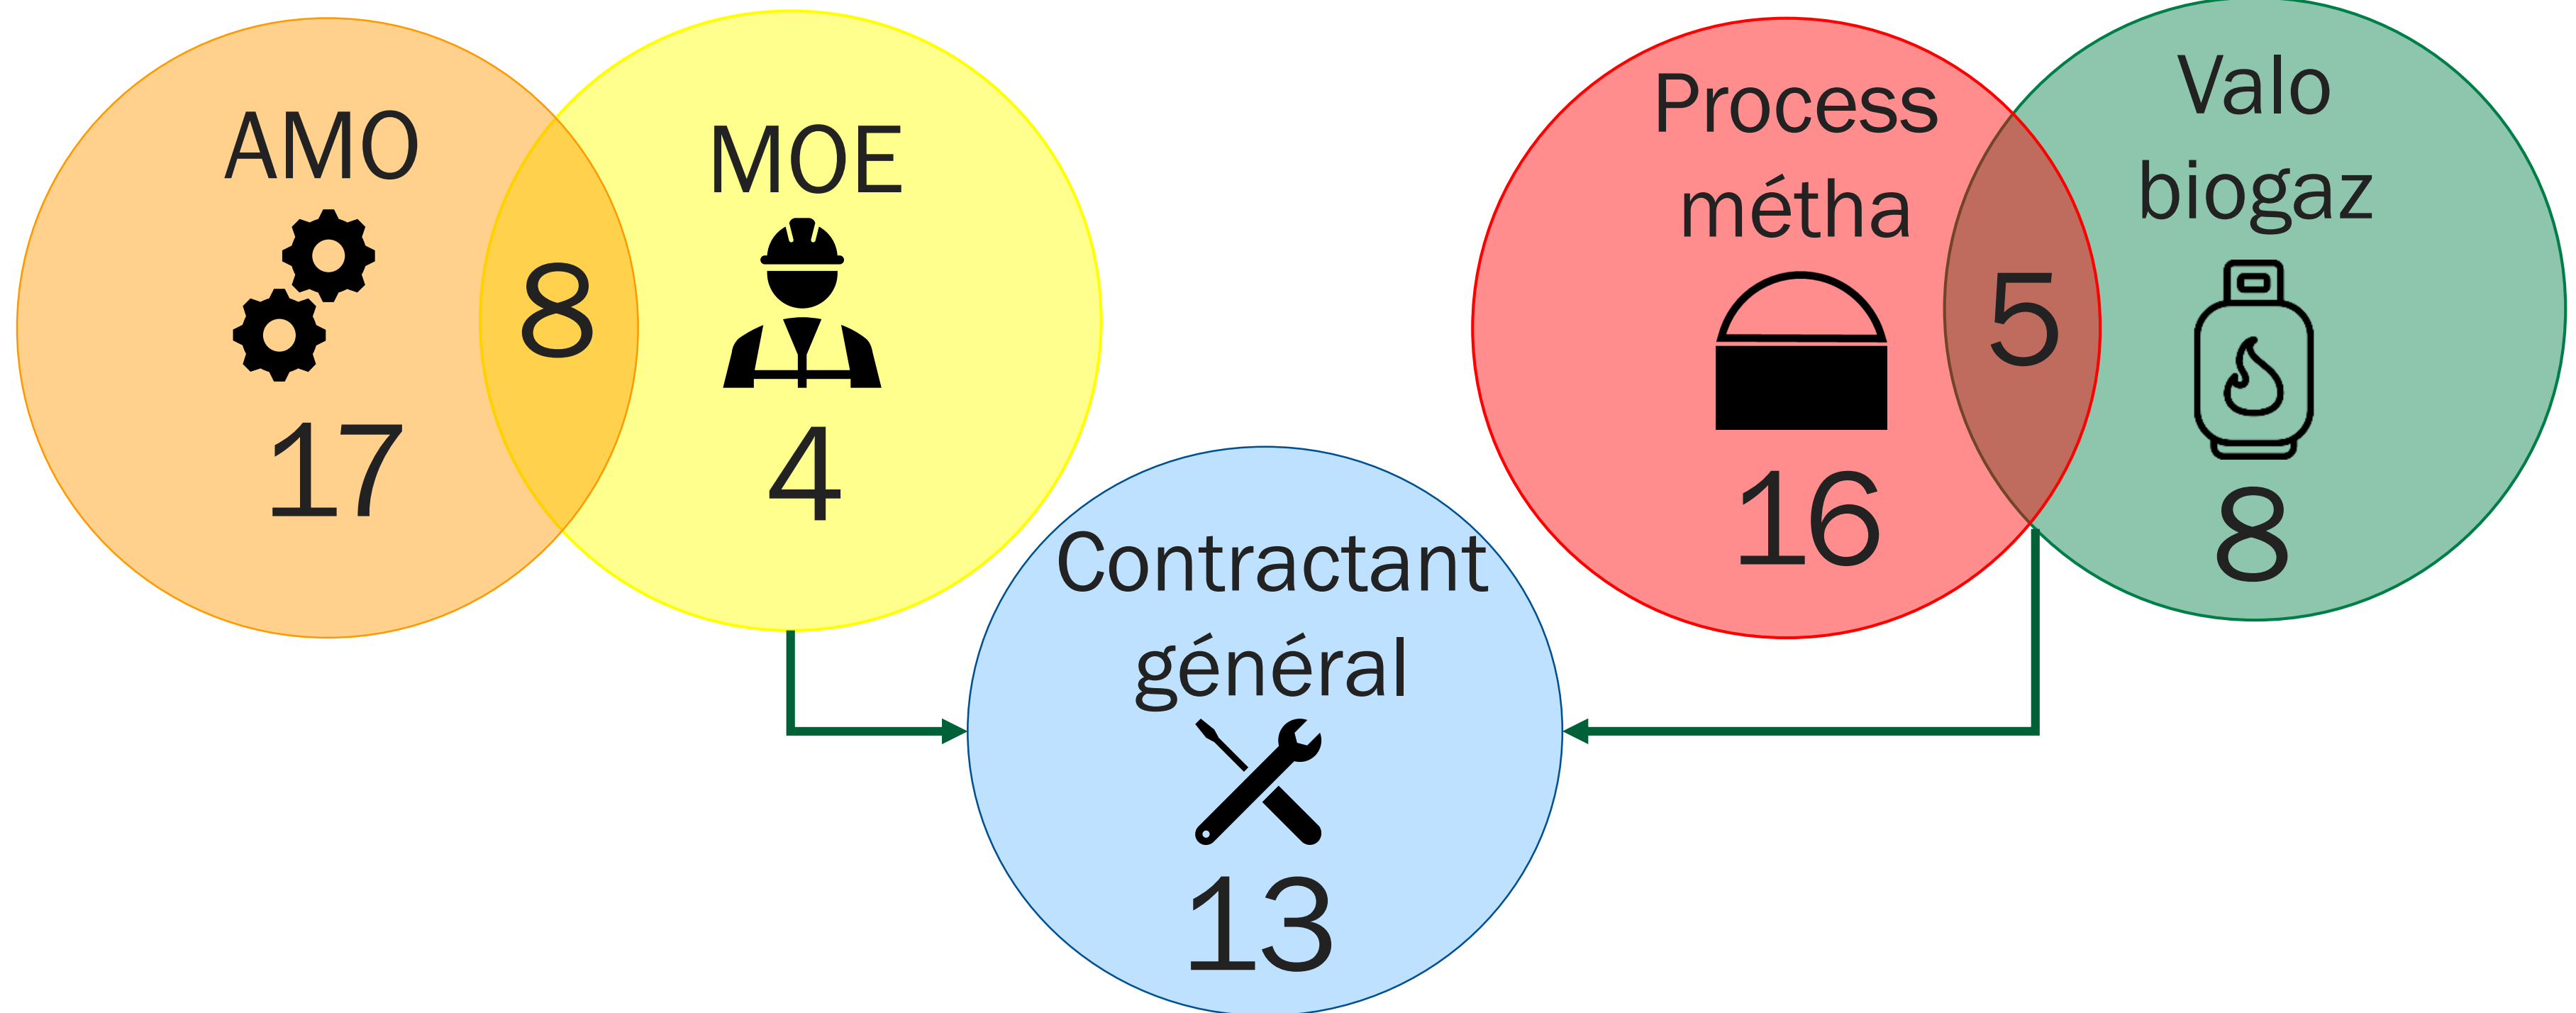 AMO
17
8
MOE
4
Process
métha
16
5
Valo
biogaz
8
Contractant
général
13